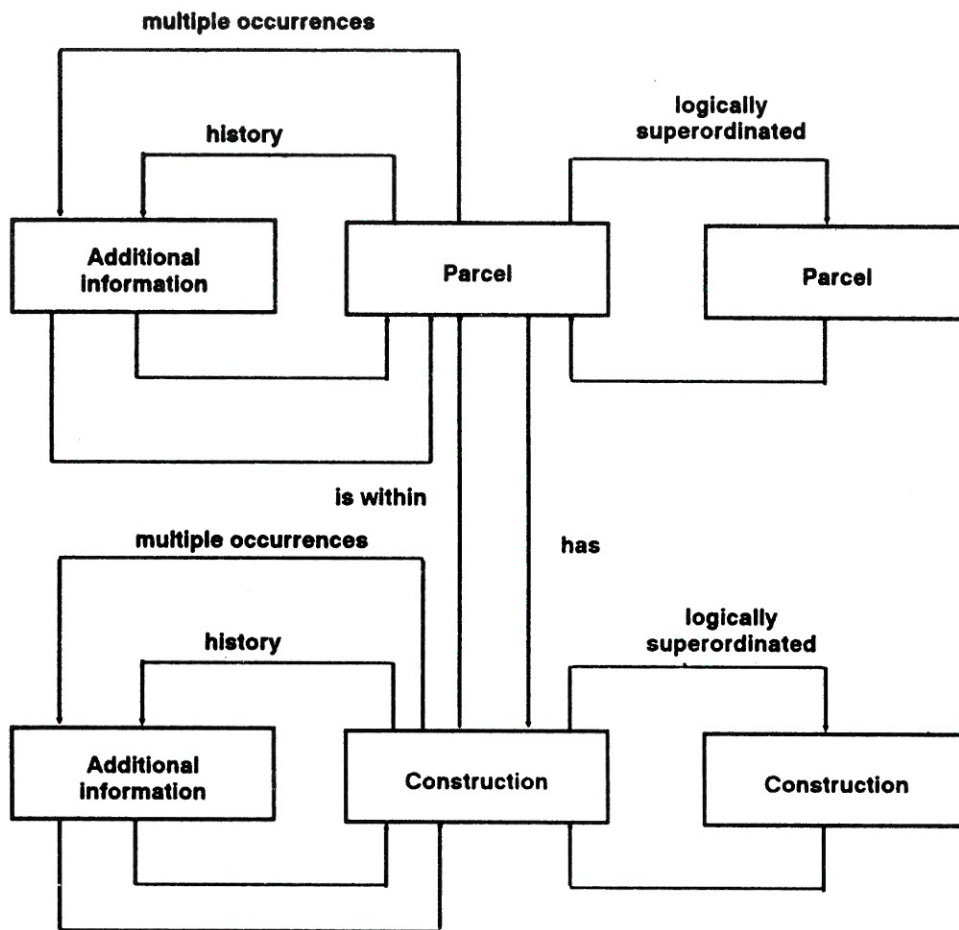 multiple occurrences
logically
superordinated
history
Additional
information
Parcel
Parcel
is within
multiple occurrences
has
logically
superordinated
history
Additional
information
Construction
Construction